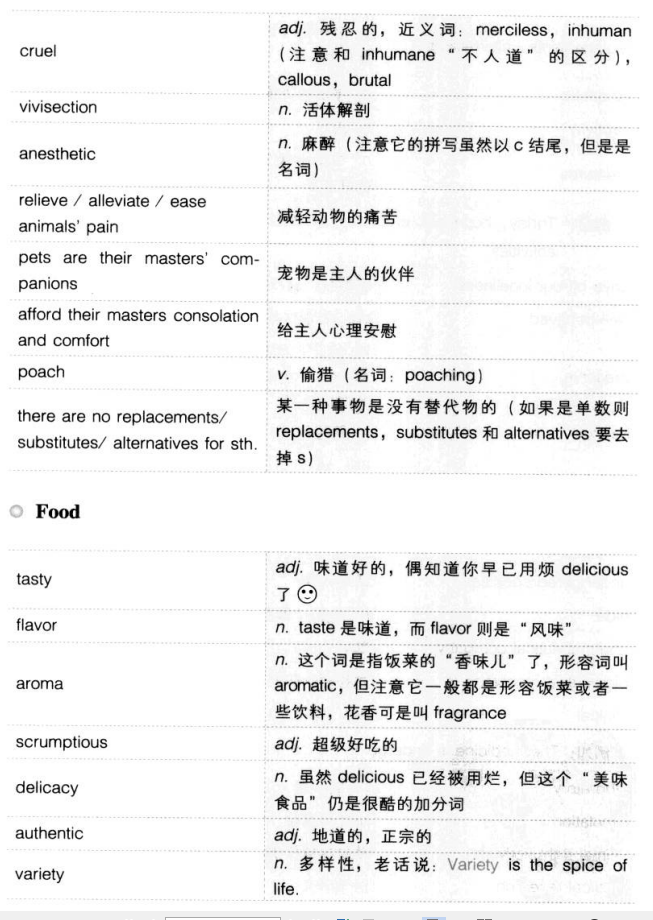 cruel
adj. 残忍的，近义词：merciless，inhuman
（注意和 inhumane“不人道”的区分），
callous，brutal
vivisection
n. 活体解剖
anesthetic
n. 麻醉（注意它的拼写虽然以 c 结尾，但是是
名词）
relieve / alleviate / ease
animals' pain
减轻动物的痛苦
pets are their masters' com-
panions
宠物是主人的伙伴
afford their masters consolation
and comfort
给主人心理安慰
poach
v. 偷猎（名词：poaching）
there are no replacements/
substitutes/ alternatives for sth.
某一种事物是没有替代物的（如果是单数则
replacements，substitutes 和 alternatives 要去
掉 s）
Food
tasty
adj. 味道好的，偶知道你早已用烦 delicious
了
flavor
n. taste 是味道，而 flavor 则是“风味”
aroma
n. 这个词是指饭菜的“香味儿”了，形容词叫
aromatic，但注意它一般都是形容饭菜或者一
些饮料，花香可是叫 fragrance
scrumptious
adj. 超级好吃的
delicacy
n. 虽然 delicious 已经被用烂，但这个“美味
食品”仍是很酷的加分词
authentic
adj. 地道的，正宗的
variety
n. 多样性，老话说：Variety is the spice of
life.